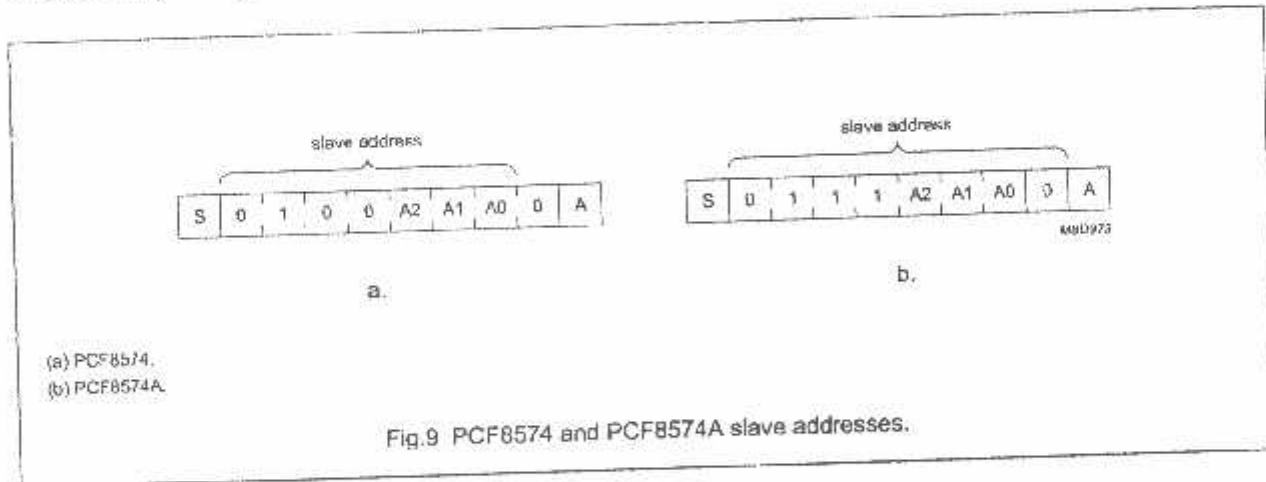 slave address
S 0 1 0 0 A2 A1 A0 0 A
a.
slave address
S 0 1 1 1 A2 A1 A0 0 A
b.
(a) PCF8574.
(b) PCF8574A.
Fig.9 PCF8574 and PCF8574A slave addresses.